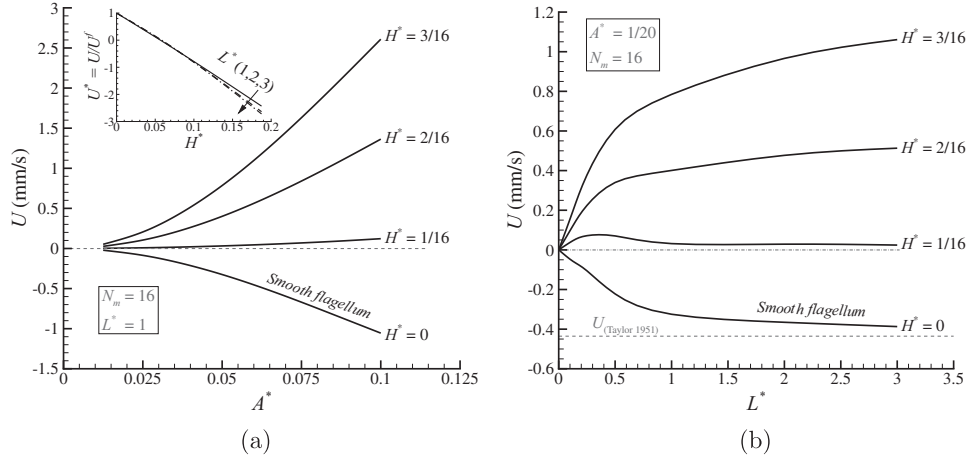 3
2.5
2
1.5
1
0.5
0
-0.5
-1
-1.5
U (mm/s)
0
0.025
0.05
0.075
0.1
0.125
A*
H* = 3/16
H* = 2/16
H* = 1/16
H* = 0
Smooth flagellum
N_m = 16
L* = 1
1
0
-1
-2
-3
U* = U/U^f
0
0.05
0.1
0.15
0.2
H*
L* (1,2,3)
(a)
1.2
1
0.8
0.6
0.4
0.2
0
-0.2
-0.4
-0.6
U (mm/s)
0
0.5
1
1.5
2
2.5
3
3.5
L*
A* = 1/20
N_m = 16
H* = 3/16
H* = 2/16
H* = 1/16
H* = 0
Smooth flagellum
U_(Taylor 1951)
(b)